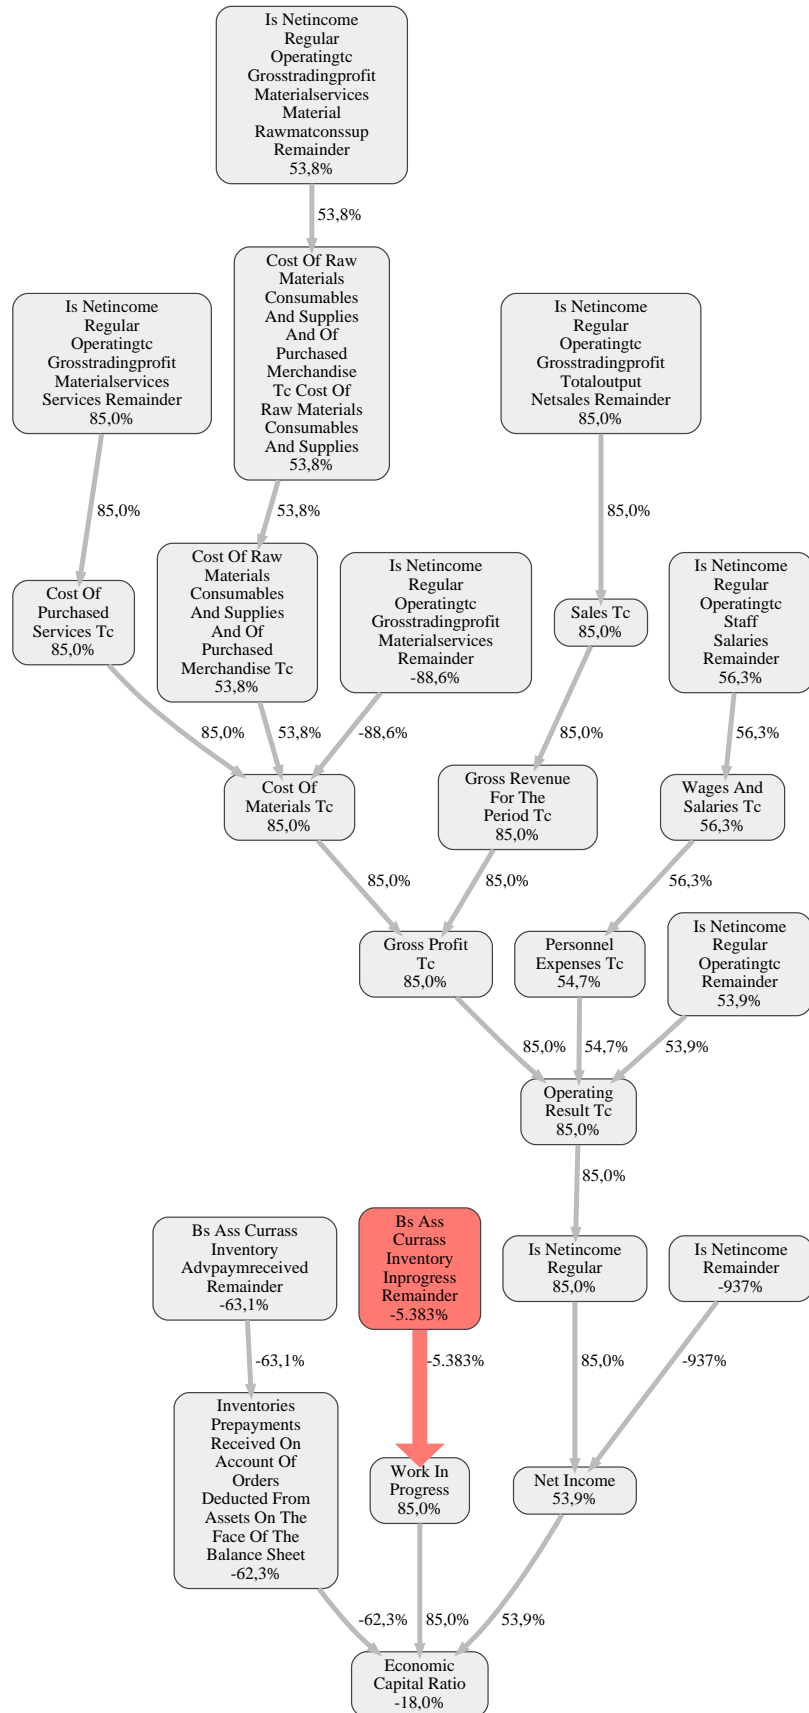 Is Netincome
Regular
Operatingtc
Grosstradingprofit
Materialservices
Material
Rawmatconssup
Remainder
53,8%
53,8%
Cost Of Raw
Materials
Consumables
And Supplies
And Of
Purchased
Merchandise
Tc Cost Of
Raw Materials
Consumables
And Supplies
53,8%
Is Netincome
Regular
Operatingtc
Grosstradingprofit
Materialservices
Services Remainder
85,0%
Is Netincome
Regular
Operatingtc
Grosstradingprofit
Totaloutput
Netsales Remainder
85,0%
85,0%
53,8%
85,0%
Cost Of
Purchased
Services Tc
85,0%
Cost Of Raw
Materials
Consumables
And Supplies
And Of
Purchased
Merchandise Tc
53,8%
Is Netincome
Regular
Operatingtc
Grosstradingprofit
Materialservices
Remainder
-88,6%
Sales Tc
85,0%
Is Netincome
Regular
Operatingtc
Staff
Salaries
Remainder
56,3%
85,0%
53,8%
-88,6%
85,0%
56,3%
Cost Of
Materials Tc
85,0%
Gross Revenue
For The
Period Tc
85,0%
Wages And
Salaries Tc
56,3%
85,0%
85,0%
56,3%
Gross Profit
Tc
85,0%
Personnel
Expenses Tc
54,7%
Is Netincome
Regular
Operatingtc
Remainder
53,9%
85,0%
54,7%
53,9%
Operating
Result Tc
85,0%
85,0%
Bs Ass Currass
Inventory
Advpaymreceived
Remainder
-63,1%
Bs Ass
Currass
Inventory
Inprogress
Remainder
-5.383%
Is Netincome
Regular
85,0%
Is Netincome
Remainder
-937%
-63,1%
-5.383%
85,0%
-937%
Inventories
Prepayments
Received On
Account Of
Orders
Deducted From
Assets On The
Face Of The
Balance Sheet
-62,3%
Work In
Progress
85,0%
Net Income
53,9%
-62,3%
85,0%
53,9%
Economic
Capital Ratio
-18,0%